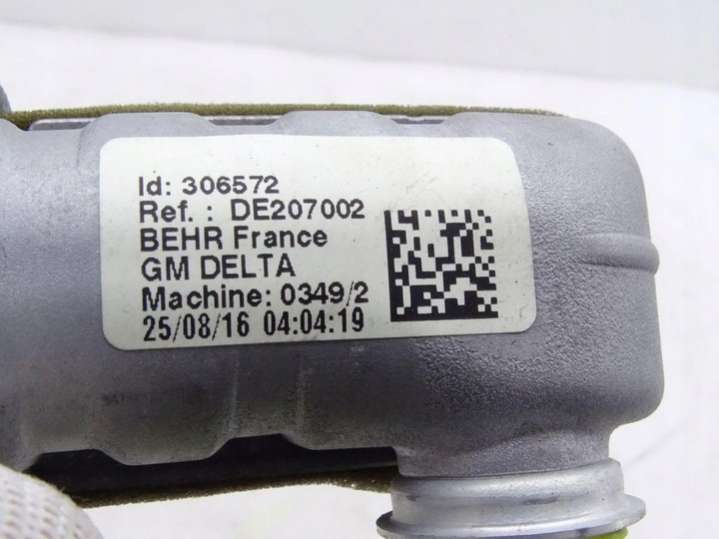 Id: 306572
Ref. : DE207002
BEHR France
GM DELTA
Machine: 0349/2
25/08/16 04:04:19